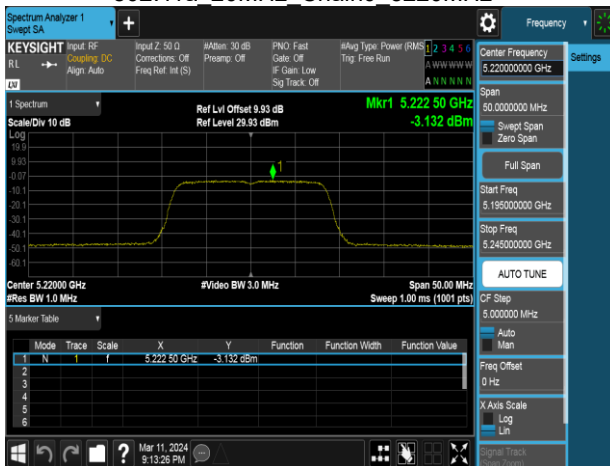 Spectrum Analyzer 1
Swept SA
Frequency
KEYSIGHT
RL
Input: RF
Coupling: DC
Align: Auto
Input Z: 50 Ω
Corrections: Off
Freq Ref: Int (S)
#Atten: 30 dB
Preamp: Off
PNO: Fast
Gate: Off
IF Gain: Low
Sig Track: Off
#Avg Type: Power (RMS
Trig: Free Run
1 2 3 4 5 6
A W W W W W
A N N N N N
LXI
1 Spectrum
Scale/Div 10 dB
Ref Lvl Offset 9.93 dB
Ref Level 29.93 dBm
Mkr1 5.222 50 GHz
-3.132 dBm
Log
19.9
9.93
-0.07
-10.1
-20.1
-30.1
-40.1
-50.1
-60.1
1
Center 5.22000 GHz
#Res BW 1.0 MHz
#Video BW 3.0 MHz
Span 50.00 MHz
Sweep 1.00 ms (1001 pts)
5 Marker Table
Mode Trace Scale X Y Function Function Width Function Value
1 N 1 f 5.222 50 GHz -3.132 dBm
2
3
4
5
6
Mar 11, 2024
9:13:26 PM
Center Frequency
5.220000000 GHz
Settings
Span
50.0000000 MHz
Swept Span
Zero Span
Full Span
Start Freq
5.195000000 GHz
Stop Freq
5.245000000 GHz
AUTO TUNE
CF Step
5.000000 MHz
Auto
Man
Freq Offset
0 Hz
X Axis Scale
Log
Lin
Signal Track
(Span Zoom)